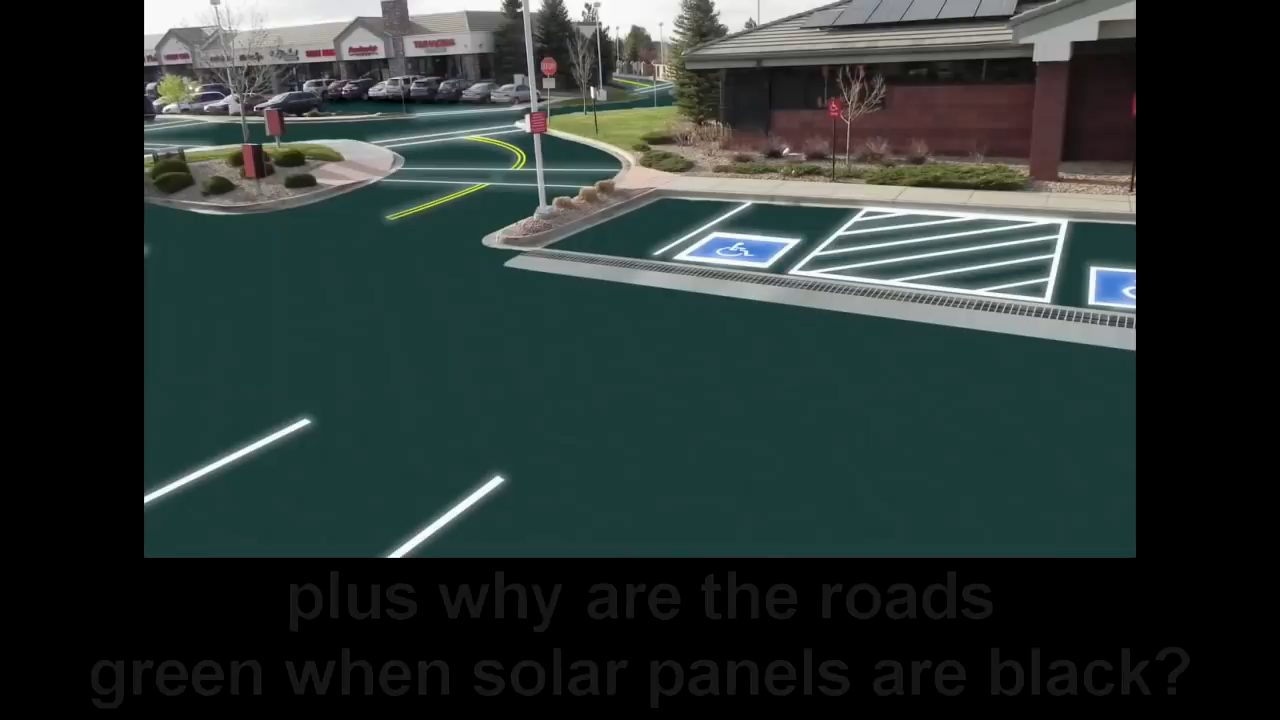 plus why are the roads
green when solar panels are black?